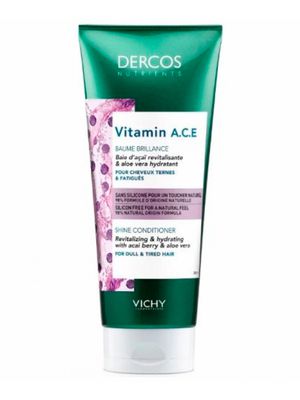 DERCOS
NUTRIENTS
Vitamin A.C.E
BAUME BRILLANCE
Baie d'açaï revitalisante
& aloe vera hydratant
POUR CHEVEUX TERNES
& FATIGUÉS
SANS SILICONE POUR UN TOUCHER NATUREL
98% FORMULE D'ORIGINE NATURELLE
SILICON FREE FOR A NATURAL FEEL
98% NATURAL ORIGIN FORMULA
SHINE CONDITIONER
Revitalizing & hydrating
with acai berry & aloe vera
FOR DULL & TIRED HAIR
VICHY
LABORATOIRES